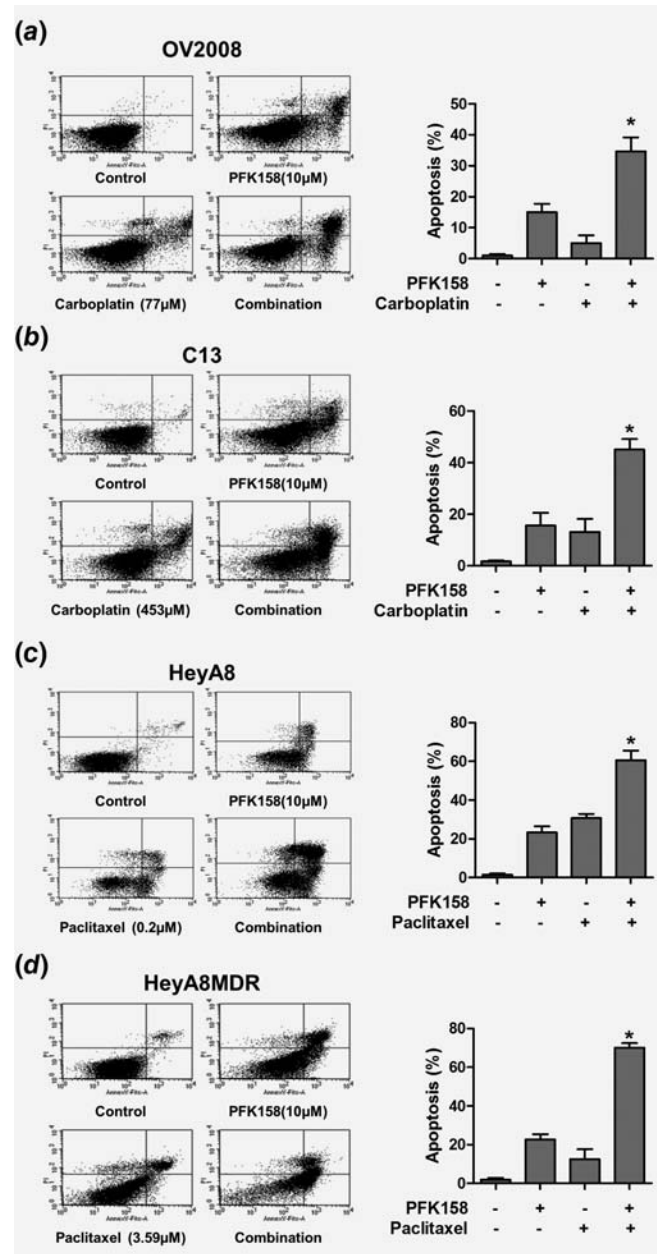 (a)
OV2008
Control
PFK158(10µM)
Carboplatin (77µM)
Combination
Apoptosis (%)
50
40
30
20
10
0
PFK158 - + - +
Carboplatin - - + +
(b)
C13
Control
PFK158(10µM)
Carboplatin (453µM)
Combination
Apoptosis (%)
60
40
20
0
*
PFK158 - + - +
Carboplatin - - + +
(c)
HeyA8
Control
PFK158(10µM)
Paclitaxel (0.2µM)
Combination
Apoptosis (%)
80
60
40
20
0
*
PFK158 - + - +
Paclitaxel - - + +
(d)
HeyA8MDR
Control
PFK158(10µM)
Paclitaxel (3.59µM)
Combination
Apoptosis (%)
80
60
40
20
0
*
PFK158 - + - +
Paclitaxel - - + +